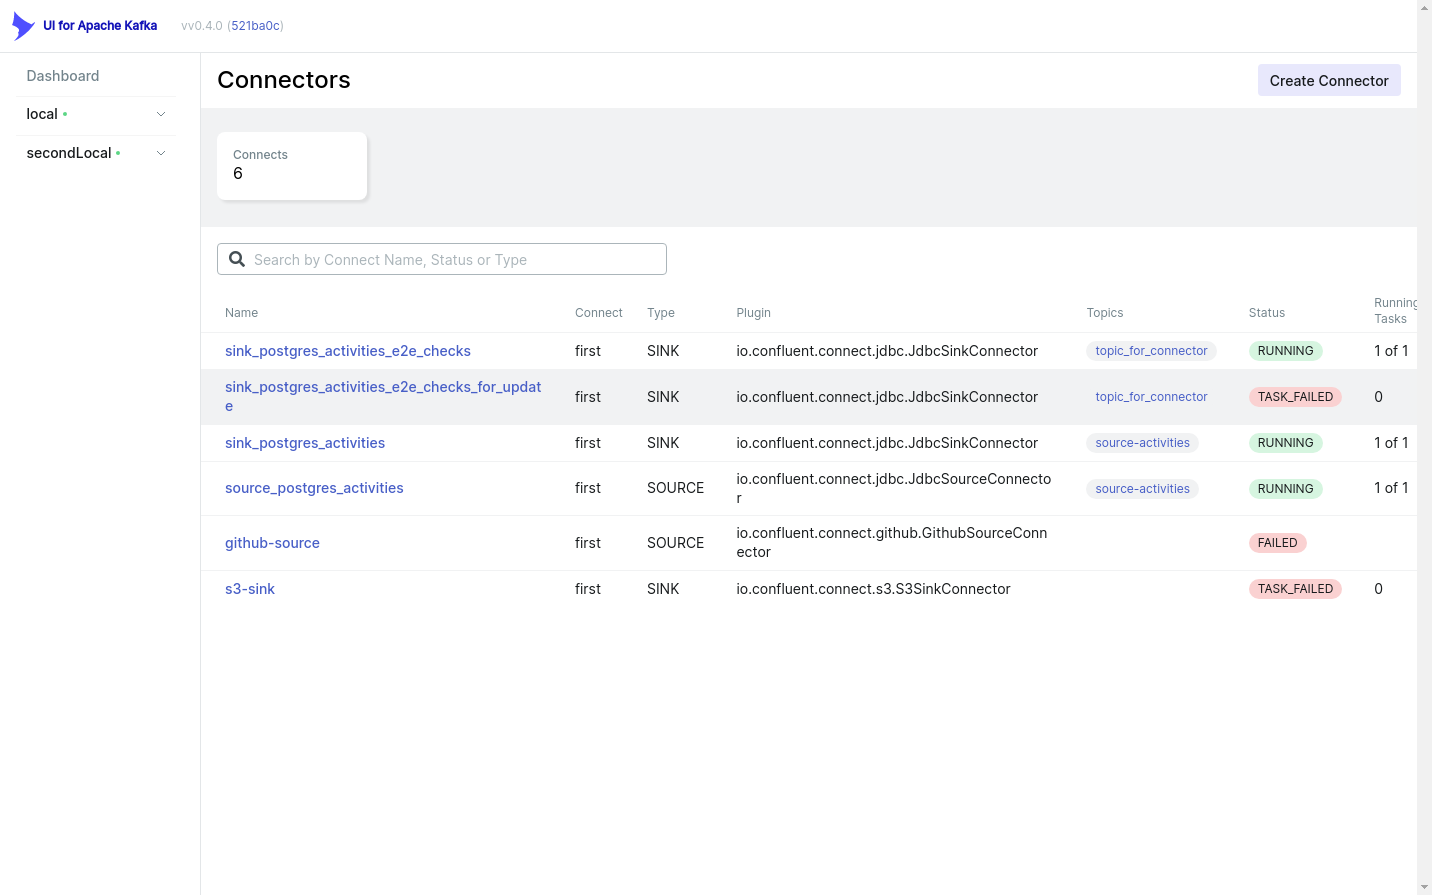 UI for Apache Kafka vv0.4.0 (521ba0c)
Dashboard
local
secondLocal
Connectors
Create Connector
Connects
6
Search by Connect Name, Status or Type
Name Connect Type Plugin Topics Status Running
Tasks
sink_postgres_activities_e2e_checks first SINK io.confluent.connect.jdbc.JdbcSinkConnector topic_for_connector RUNNING 1 of 1
sink_postgres_activities_e2e_checks_for_updat
e first SINK io.confluent.connect.jdbc.JdbcSinkConnector topic_for_connector TASK_FAILED 0
sink_postgres_activities first SINK io.confluent.connect.jdbc.JdbcSinkConnector source-activities RUNNING 1 of 1
source_postgres_activities first SOURCE io.confluent.connect.jdbc.JdbcSourceConnecto
r source-activities RUNNING 1 of 1
github-source first SOURCE io.confluent.connect.github.GithubSourceConn
ector FAILED
s3-sink first SINK io.confluent.connect.s3.S3SinkConnector TASK_FAILED 0